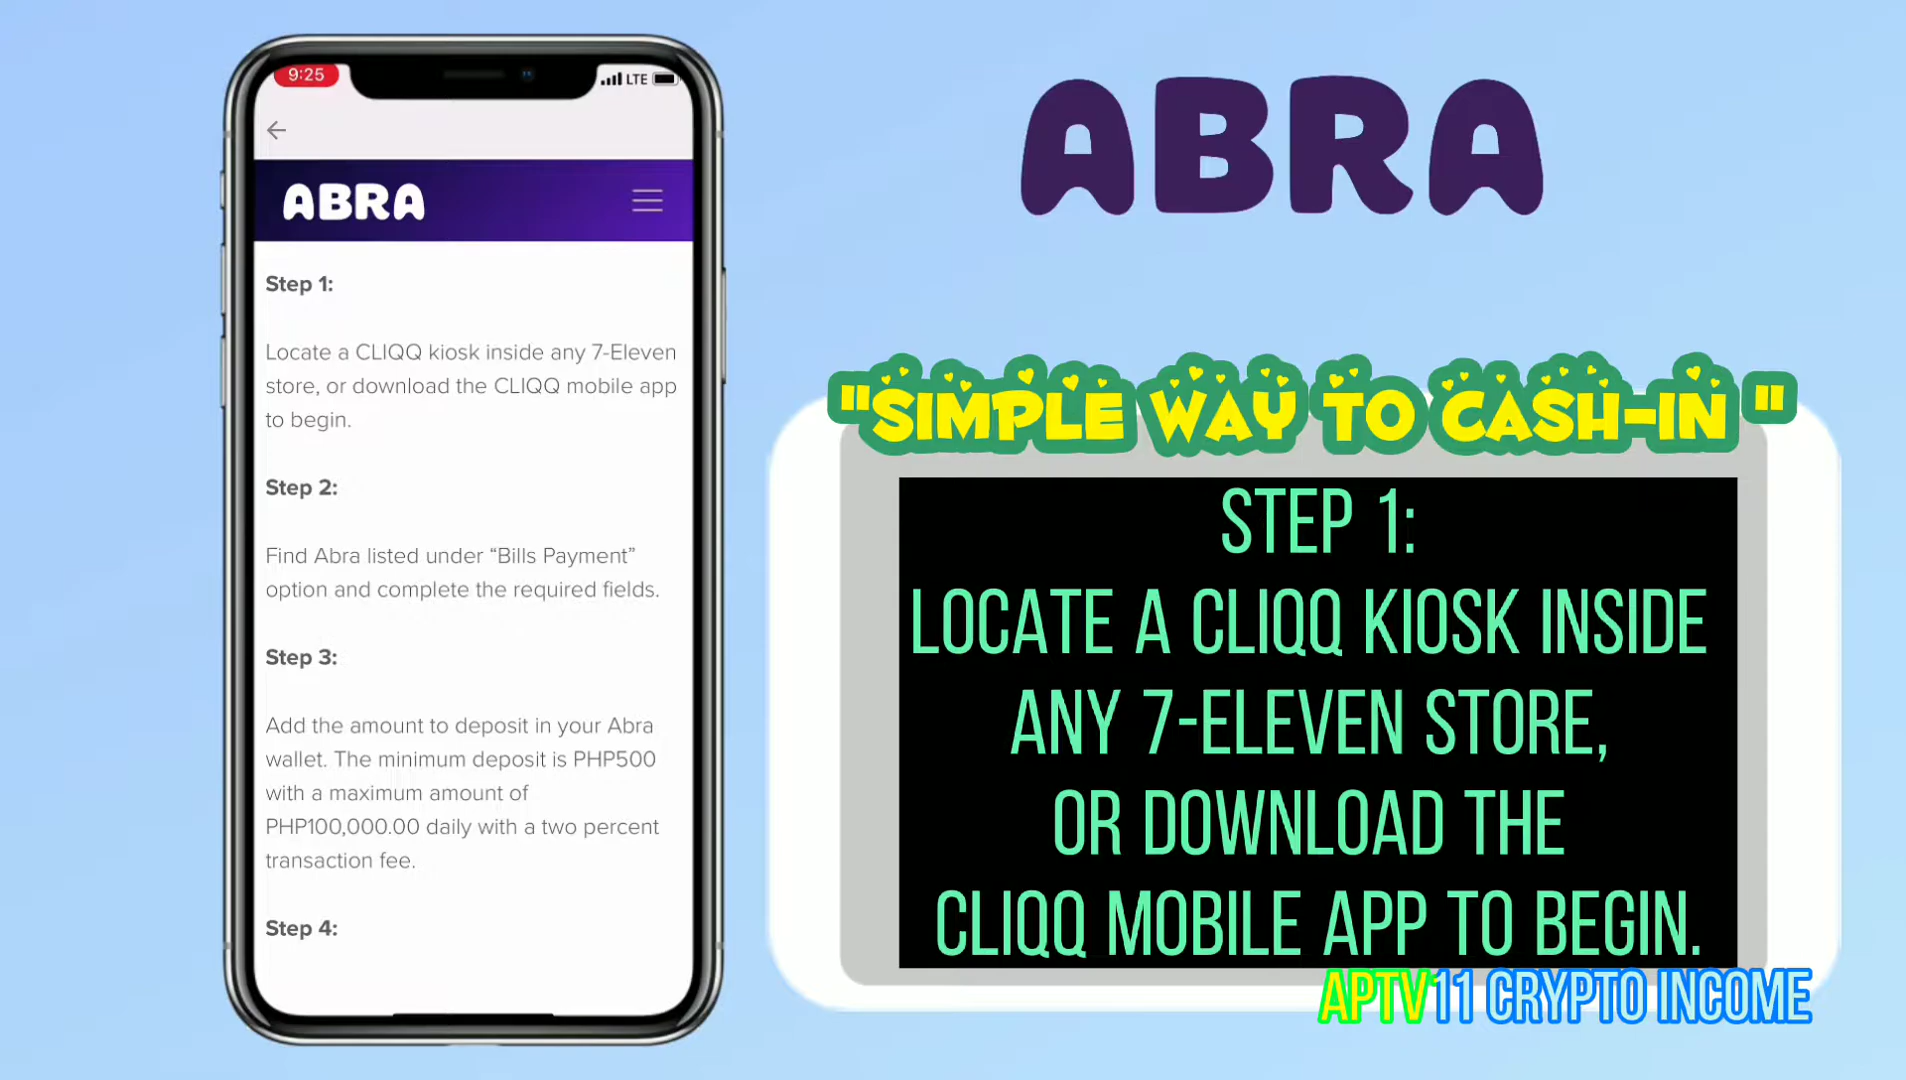 9:25
LTE
ABRA
Step 1:
Locate a CLIQQ kiosk inside any 7-Eleven
store, or download the CLIQQ mobile app
to begin.
Step 2:
Find Abra listed under “Bills Payment”
option and complete the required fields.
Step 3:
Add the amount to deposit in your Abra
wallet. The minimum deposit is PHP500
with a maximum amount of
PHP100,000.00 daily with a two percent
transaction fee.
Step 4:
ABRA
"SIMPLE WAY TO CASH-IN "
STEP 1:
LOCATE A CLIQQ KIOSK INSIDE
ANY 7-ELEVEN STORE,
OR DOWNLOAD THE
CLIQQ MOBILE APP TO BEGIN.
APTV11 CRYPTO INCOME